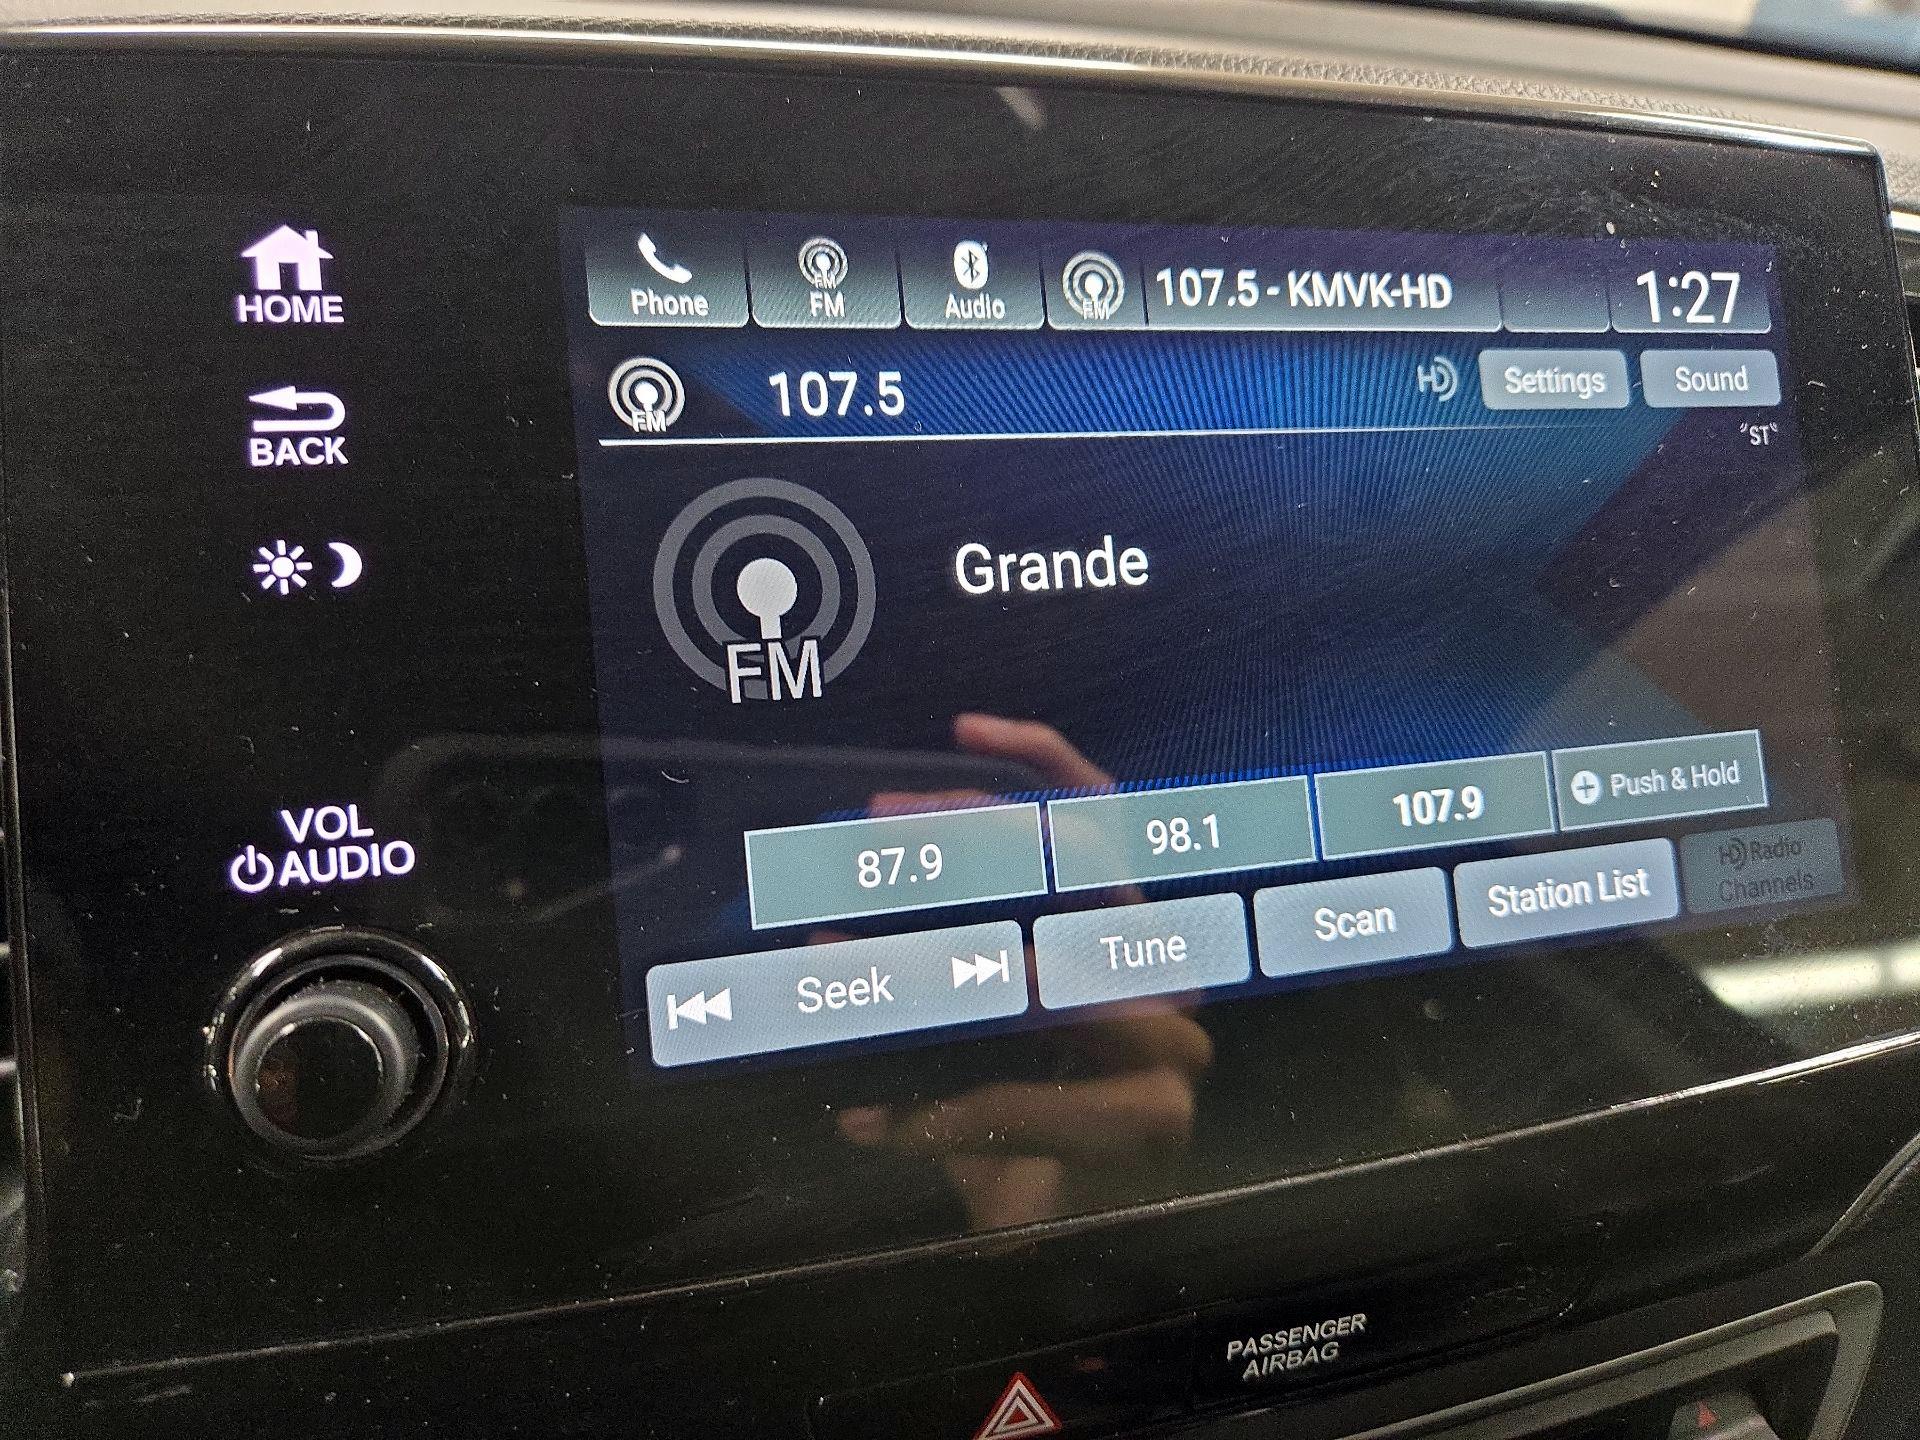 HOME
BACK
VOL
AUDIO
Phone
FM
FM
Audio
FM
107.5 - KMVK-HD
1:27
FM
107.5
HD
Settings
Sound
"ST"
FM
Grande
87.9
98.1
107.9
Push & Hold
Seek
Tune
Scan
Station List
HD Radio
Channels
PASSENGER
AIRBAG